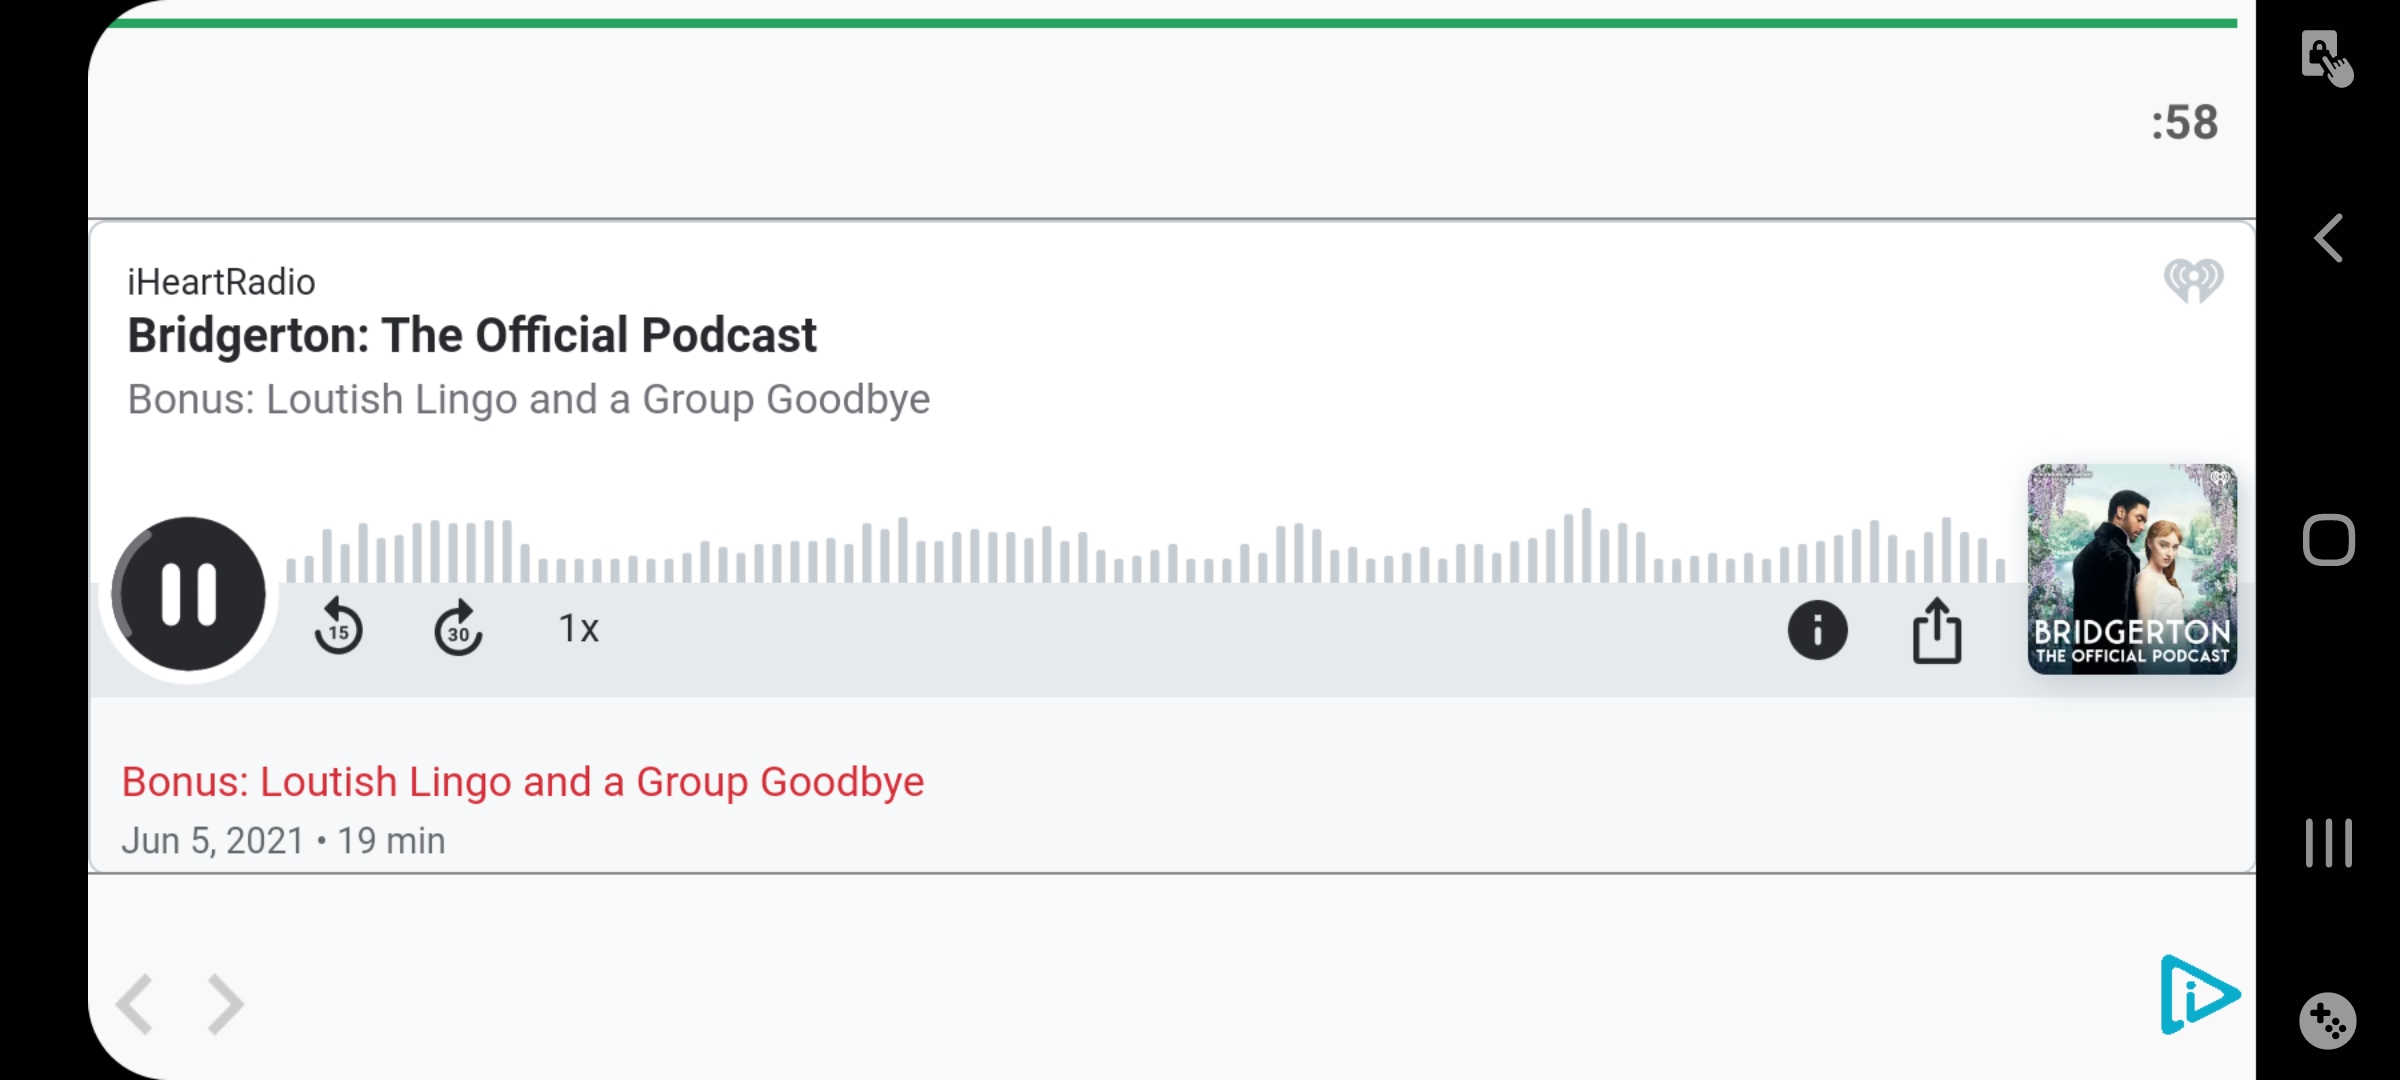 :58
iHeartRadio
Bridgerton: The Official Podcast
Bonus: Loutish Lingo and a Group Goodbye
15
30
1x
BRIDGERTON
THE OFFICIAL PODCAST
Bonus: Loutish Lingo and a Group Goodbye
Jun 5, 2021 • 19 min